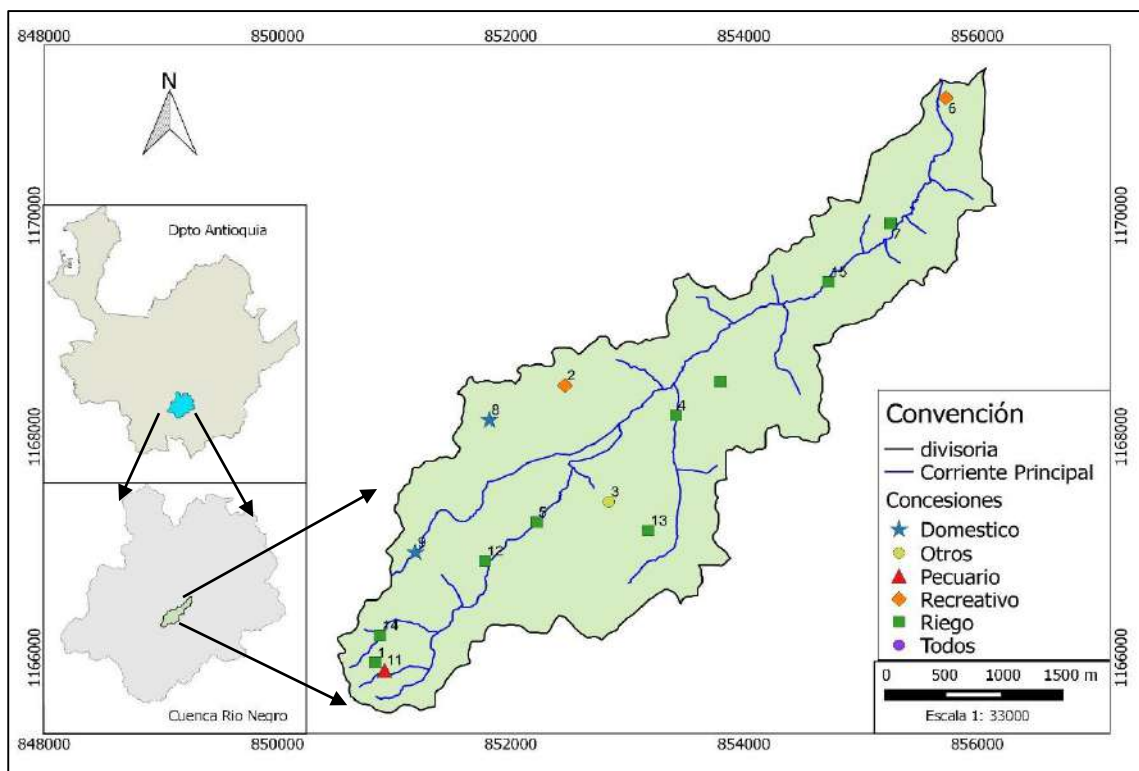 848000 850000 852000 854000 856000
N
Dpto Antioquia
Cuenca Rio Negro
1170000
1168000
1166000
6
7
15
2
8
4
3
13
9
5
12
14
1 11
1170000
1168000
1166000
Convención
divisoria
Corriente Principal
Concesiones
Domestico
Otros
Pecuario
Recreativo
Riego
Todos
0 500 1000 1500 m
Escala 1: 33000
848000 850000 852000 854000 856000